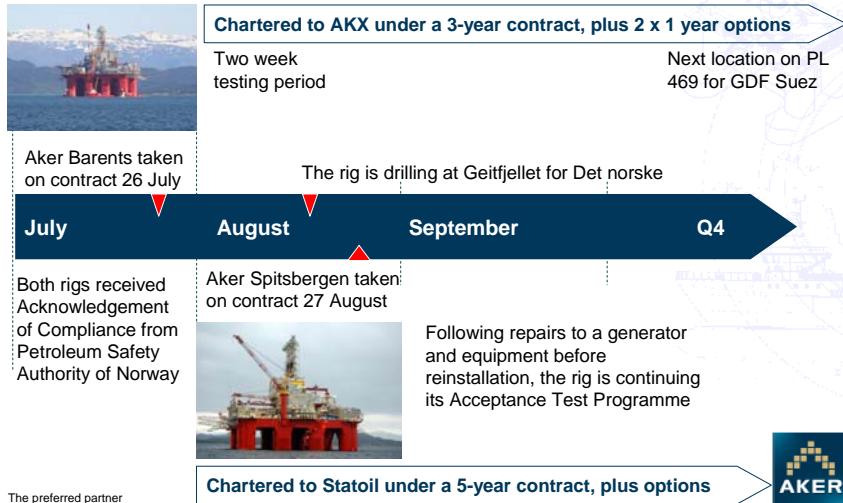 Chartered to AKX under a 3-year contract, plus 2 x 1 year options
Two week
testing period
Next location on PL
469 for GDF Suez
Aker Barents taken
on contract 26 July
The rig is drilling at Geitfjellet for Det norske
July
August
September
Q4
Both rigs received
Acknowledgement
of Compliance from
Petroleum Safety
Authority of Norway
Aker Spitsbergen taken
on contract 27 August
Following repairs to a generator
and equipment before
reinstallation, the rig is continuing
its Acceptance Test Programme
Chartered to Statoil under a 5-year contract, plus options
The preferred partner
AKER